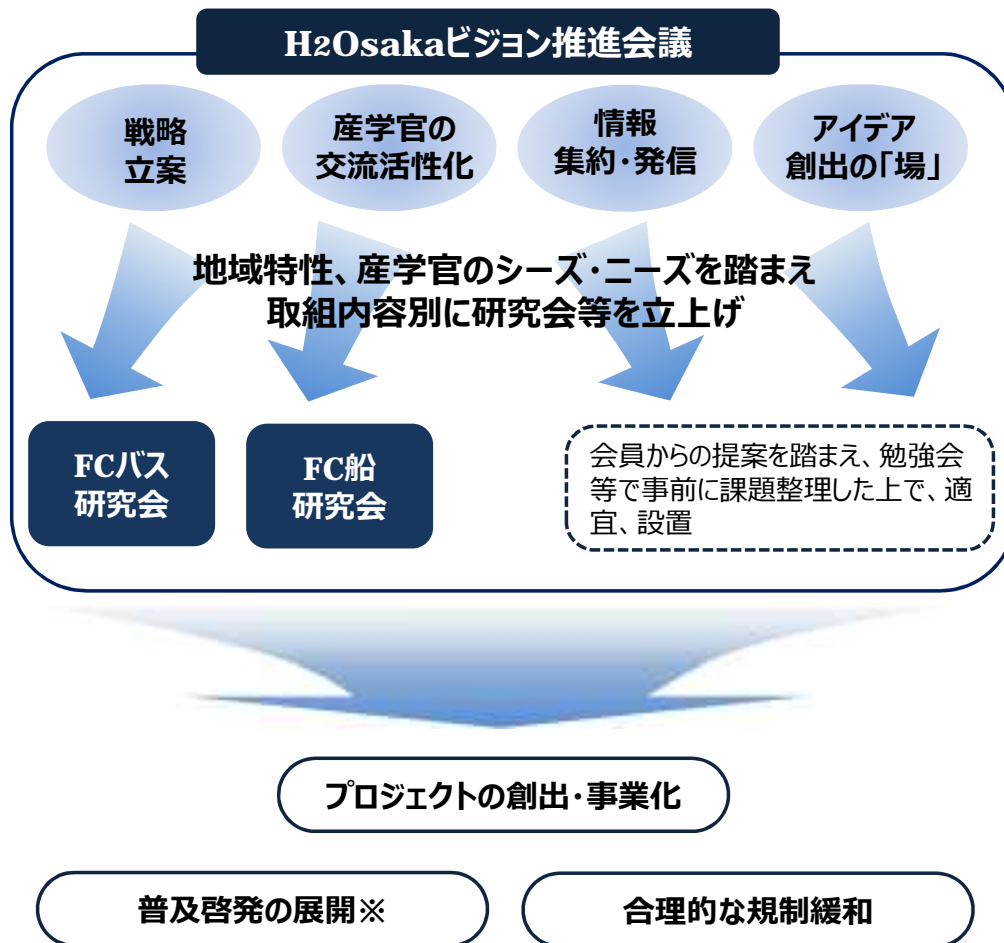 H2Osakaビジョン推進会議
戦略
立案
産学官の
交流活性化
情報
集約・発信
アイデア
創出の「場」
地域特性、産学官のシーズ・ニーズを踏まえ
取組内容別に研究会等を立上げ
FCバス
研究会
FC船
研究会
会員からの提案を踏まえ、勉強会
等で事前に課題整理した上で、適
宜、設置
プロジェクトの創出・事業化
普及啓発の展開※
合理的な規制緩和